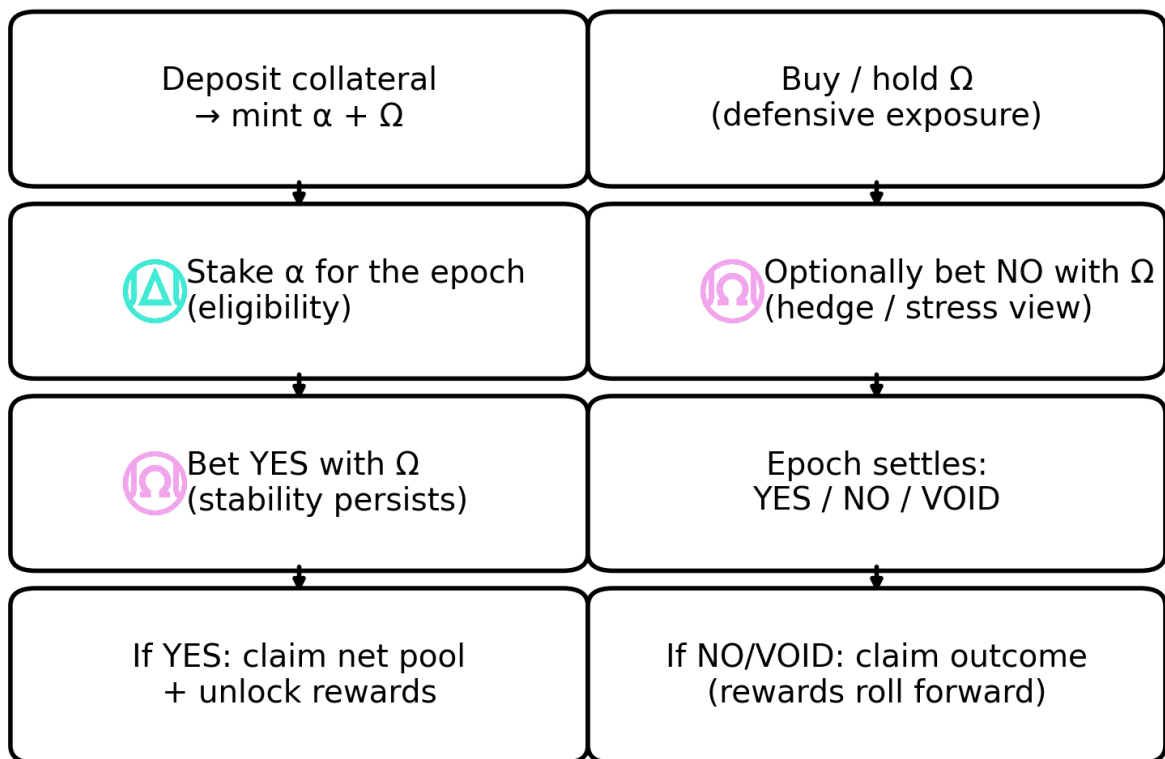 Deposit collateral
→ mint α + Ω
Stake α for the epoch
(eligibility)
Bet YES with Ω
(stability persists)
If YES: claim net pool
+ unlock rewards
Buy / hold Ω
(defensive exposure)
Ω
Optionally bet NO with Ω
(hedge / stress view)
Epoch settles:
YES / NO / VOID
If NO/VOID: claim outcome
(rewards roll forward)